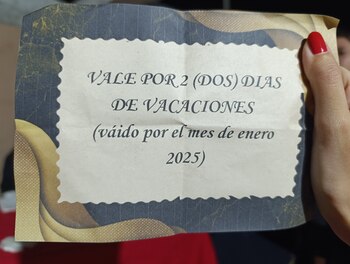 VALE POR 2 (DOS) DIAS
DE VACACIONES
(váido por el mes de enero
2025)